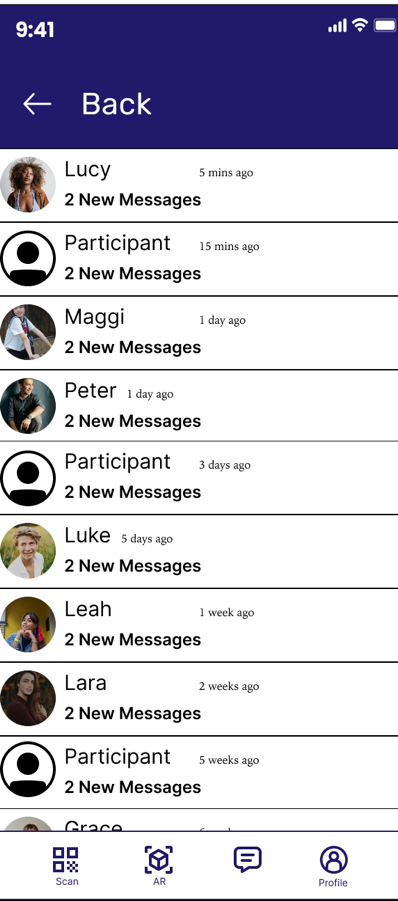 9:41
Back
Lucy 5 mins ago
2 New Messages
Participant 15 mins ago
2 New Messages
Maggi 1 day ago
2 New Messages
Peter 1 day ago
2 New Messages
Participant 3 days ago
2 New Messages
Luke 5 days ago
2 New Messages
Leah 1 week ago
2 New Messages
Lara 2 weeks ago
2 New Messages
Participant 5 weeks ago
2 New Messages
Grace
Scan AR Profile